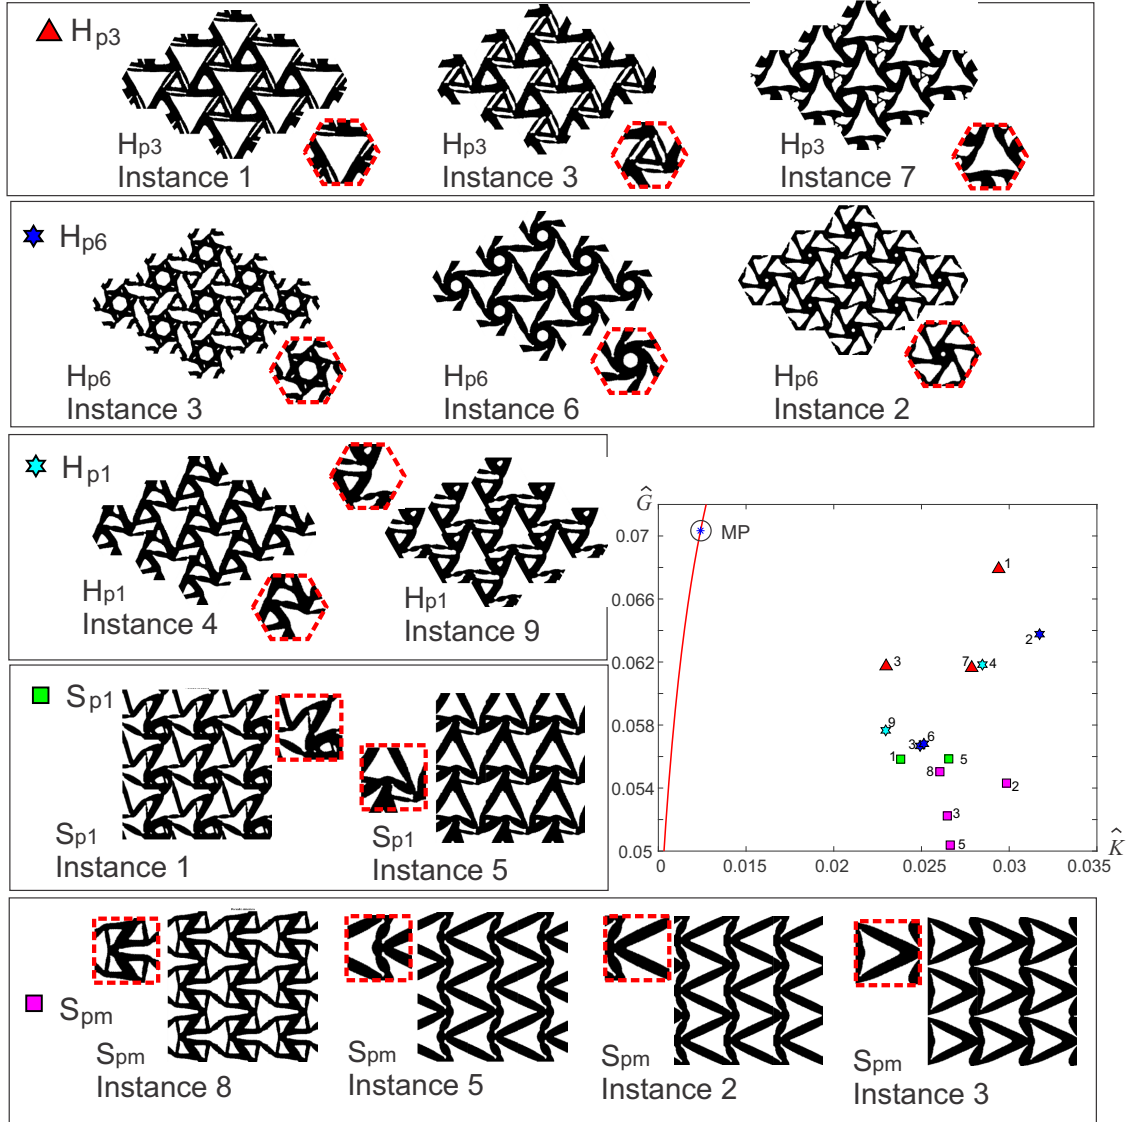 Hp3
Hp3
Instance 1
Hp3
Instance 3
Hp3
Instance 7
Hp6
Hp6
Instance 3
Hp6
Instance 6
Hp6
Instance 2
Hp1
Hp1
Instance 4
Hp1
Instance 9
Sp1
Sp1
Instance 1
Sp1
Instance 5
Ĝ
0.07
0.066
0.062
0.058
0.054
0.05
MP
1
2
3
7
4
9
3
6
1
5
8
2
3
5
0
0.015
0.02
0.025
0.03
0.035
K̂
Spm
Spm
Instance 8
Spm
Instance 5
Spm
Instance 2
Spm
Instance 3